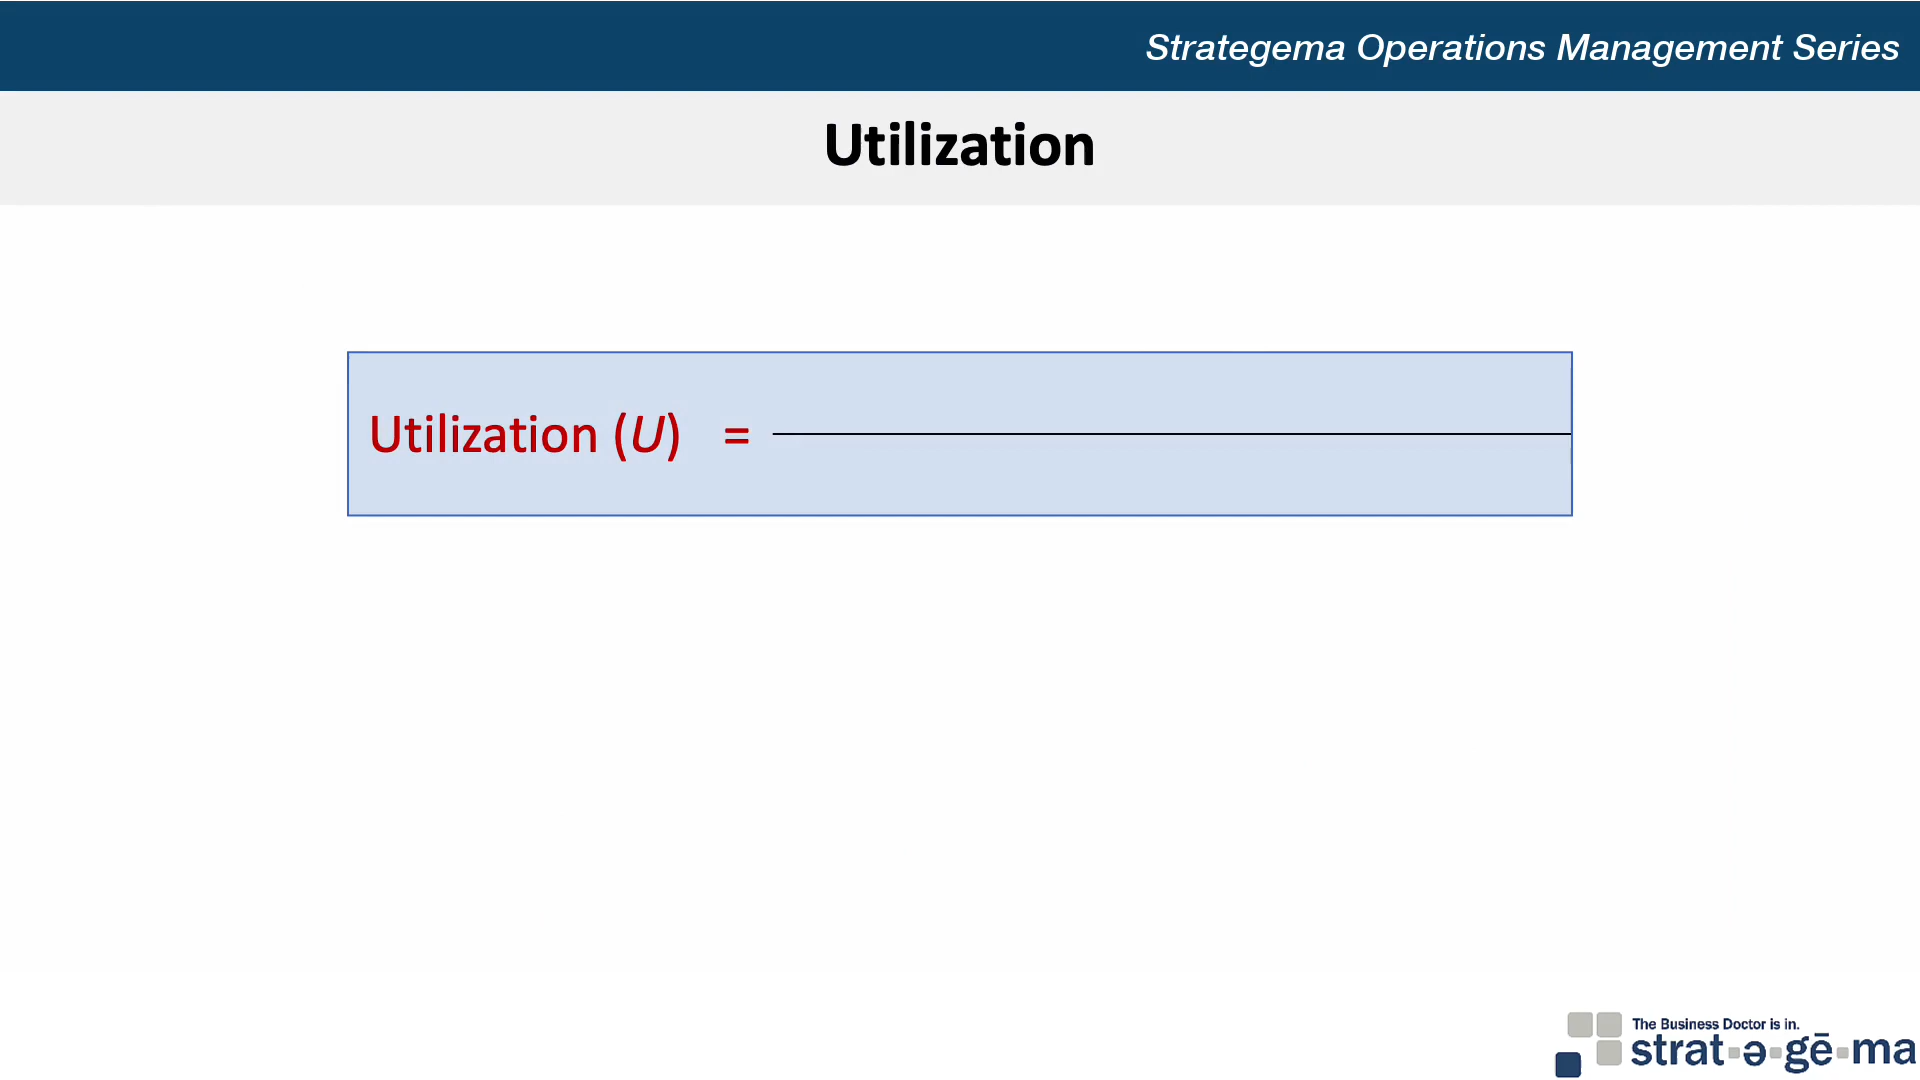 Strategema Operations Management Series
Utilization
Utilization (U) =
The Business Doctor is in.
strat-ə-gē-ma